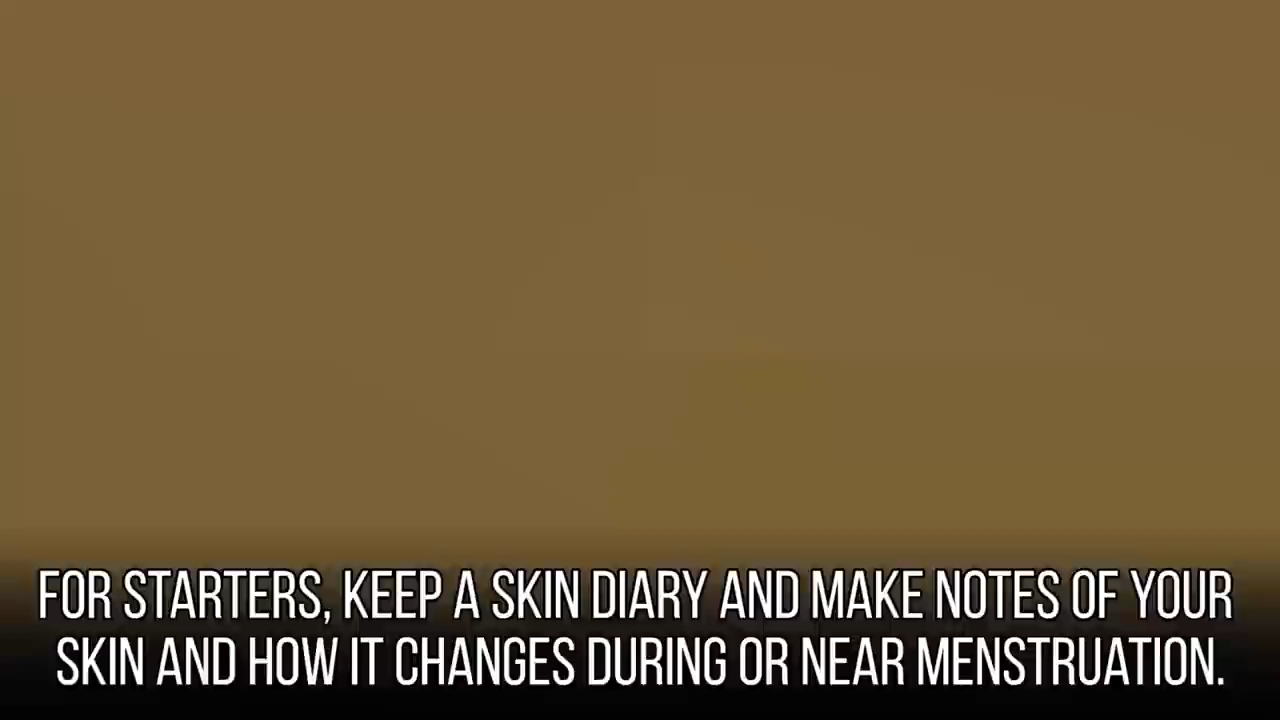 FOR STARTERS, KEEP A SKIN DIARY AND MAKE NOTES OF YOUR
SKIN AND HOW IT CHANGES DURING OR NEAR MENSTRUATION.